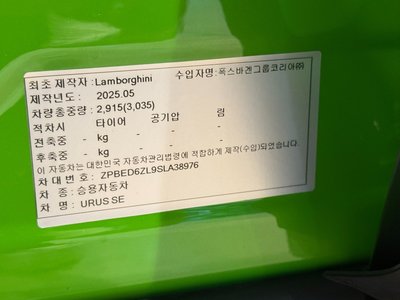 최초 제작자:Lamborghini 수입자명:폭스바겐그룹코리아㈜
제작년도: 2025.05
차량총중량: 2,915(3,035)
적차시 타이어 공기압 림
전축중 - kg - -
후축중 - kg - -
이 자동차는 대한민국 자동차관리법령에 적합하게 제작(수입)되었습니다.
차대번호: ZPBED6ZL9SLA38976
차 종: 승용자동차
차 명: URUS SE